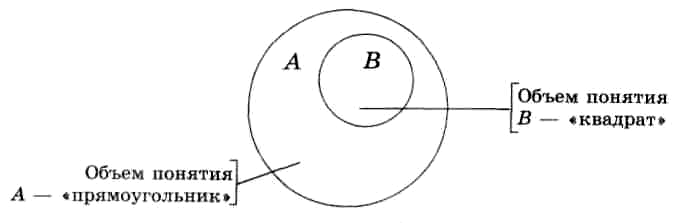 A
B
Объем понятия
B — «квадрат»
Объем понятия
A — «прямоугольник»